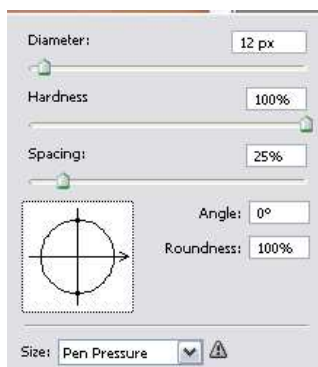 Diameter: 12 px
Hardness 100%
Spacing: 25%
Angle: 0°
Roundness: 100%
Size: Pen Pressure